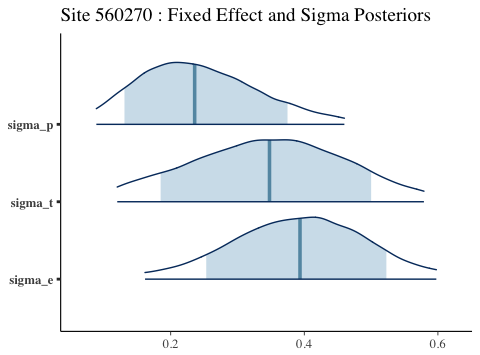 Site 560270 : Fixed Effect and Sigma Posteriors
sigma_p
sigma_t
sigma_e
0.2
0.4
0.6